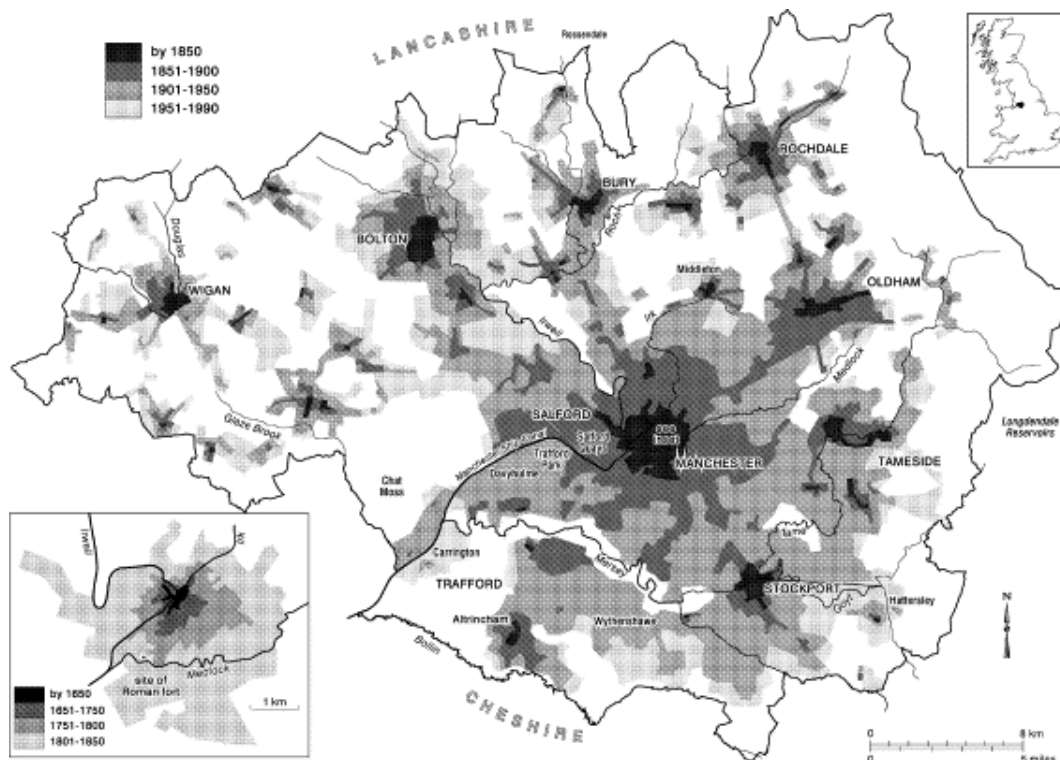 by 1850
1851-1900
1901-1950
1951-1990
LANCASHIRE
Rossendale
ROCHDALE
BURY
Roch
BOLTON
Douglas
WIGAN
Middleton
OLDHAM
Irk
Irwell
Medlock
SALFORD
Manchester Ship Canal
Salford
Trafford
Park
MANCHESTER
TAMESIDE
Longdendale
Reservoirs
Glaze Brook
Chat
Moss
Davyhulme
Carrington
TRAFFORD
Mersey
Tame
STOCKPORT
Goyt
Hattersley
Altrincham
Wythenshawe
Bollin
CHESHIRE
N
0
8 km
5 miles
Irwell
Irk
Medlock
site of
Roman fort
by 1650
1651-1750
1751-1800
1801-1850
1 km